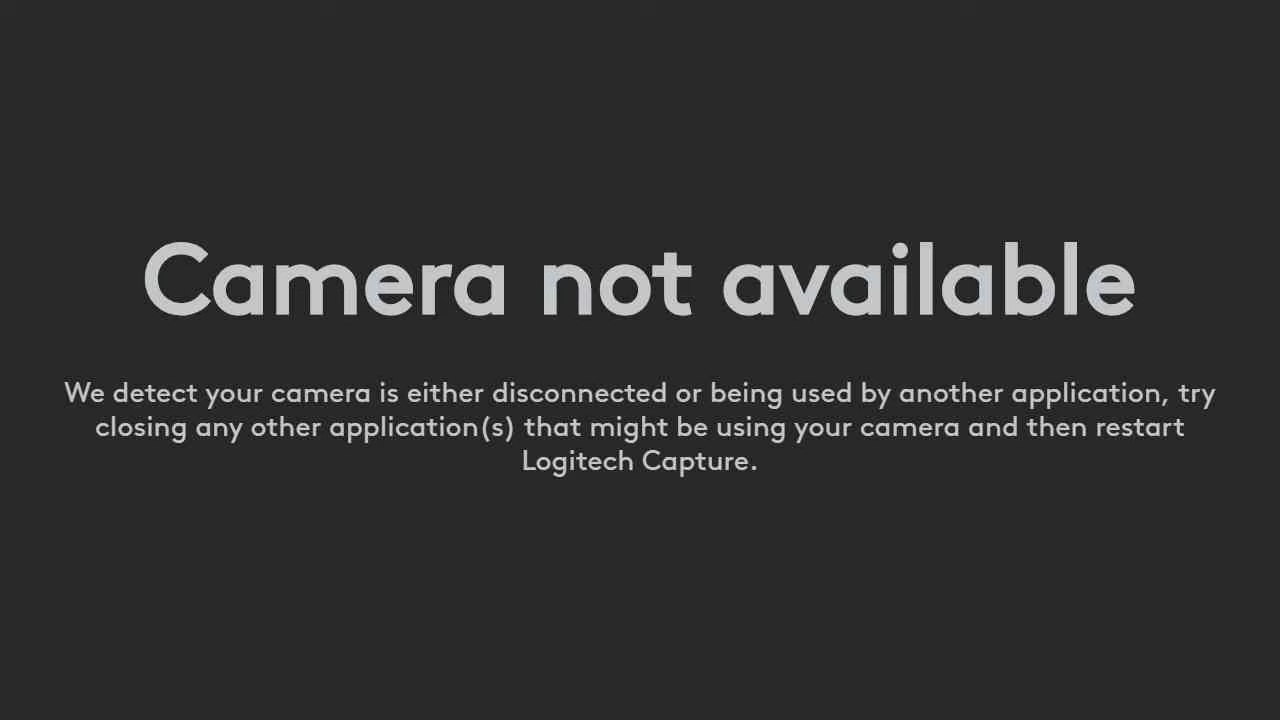 Camera not available
We detect your camera is either disconnected or being used by another application, try
closing any other application(s) that might be using your camera and then restart
Logitech Capture.